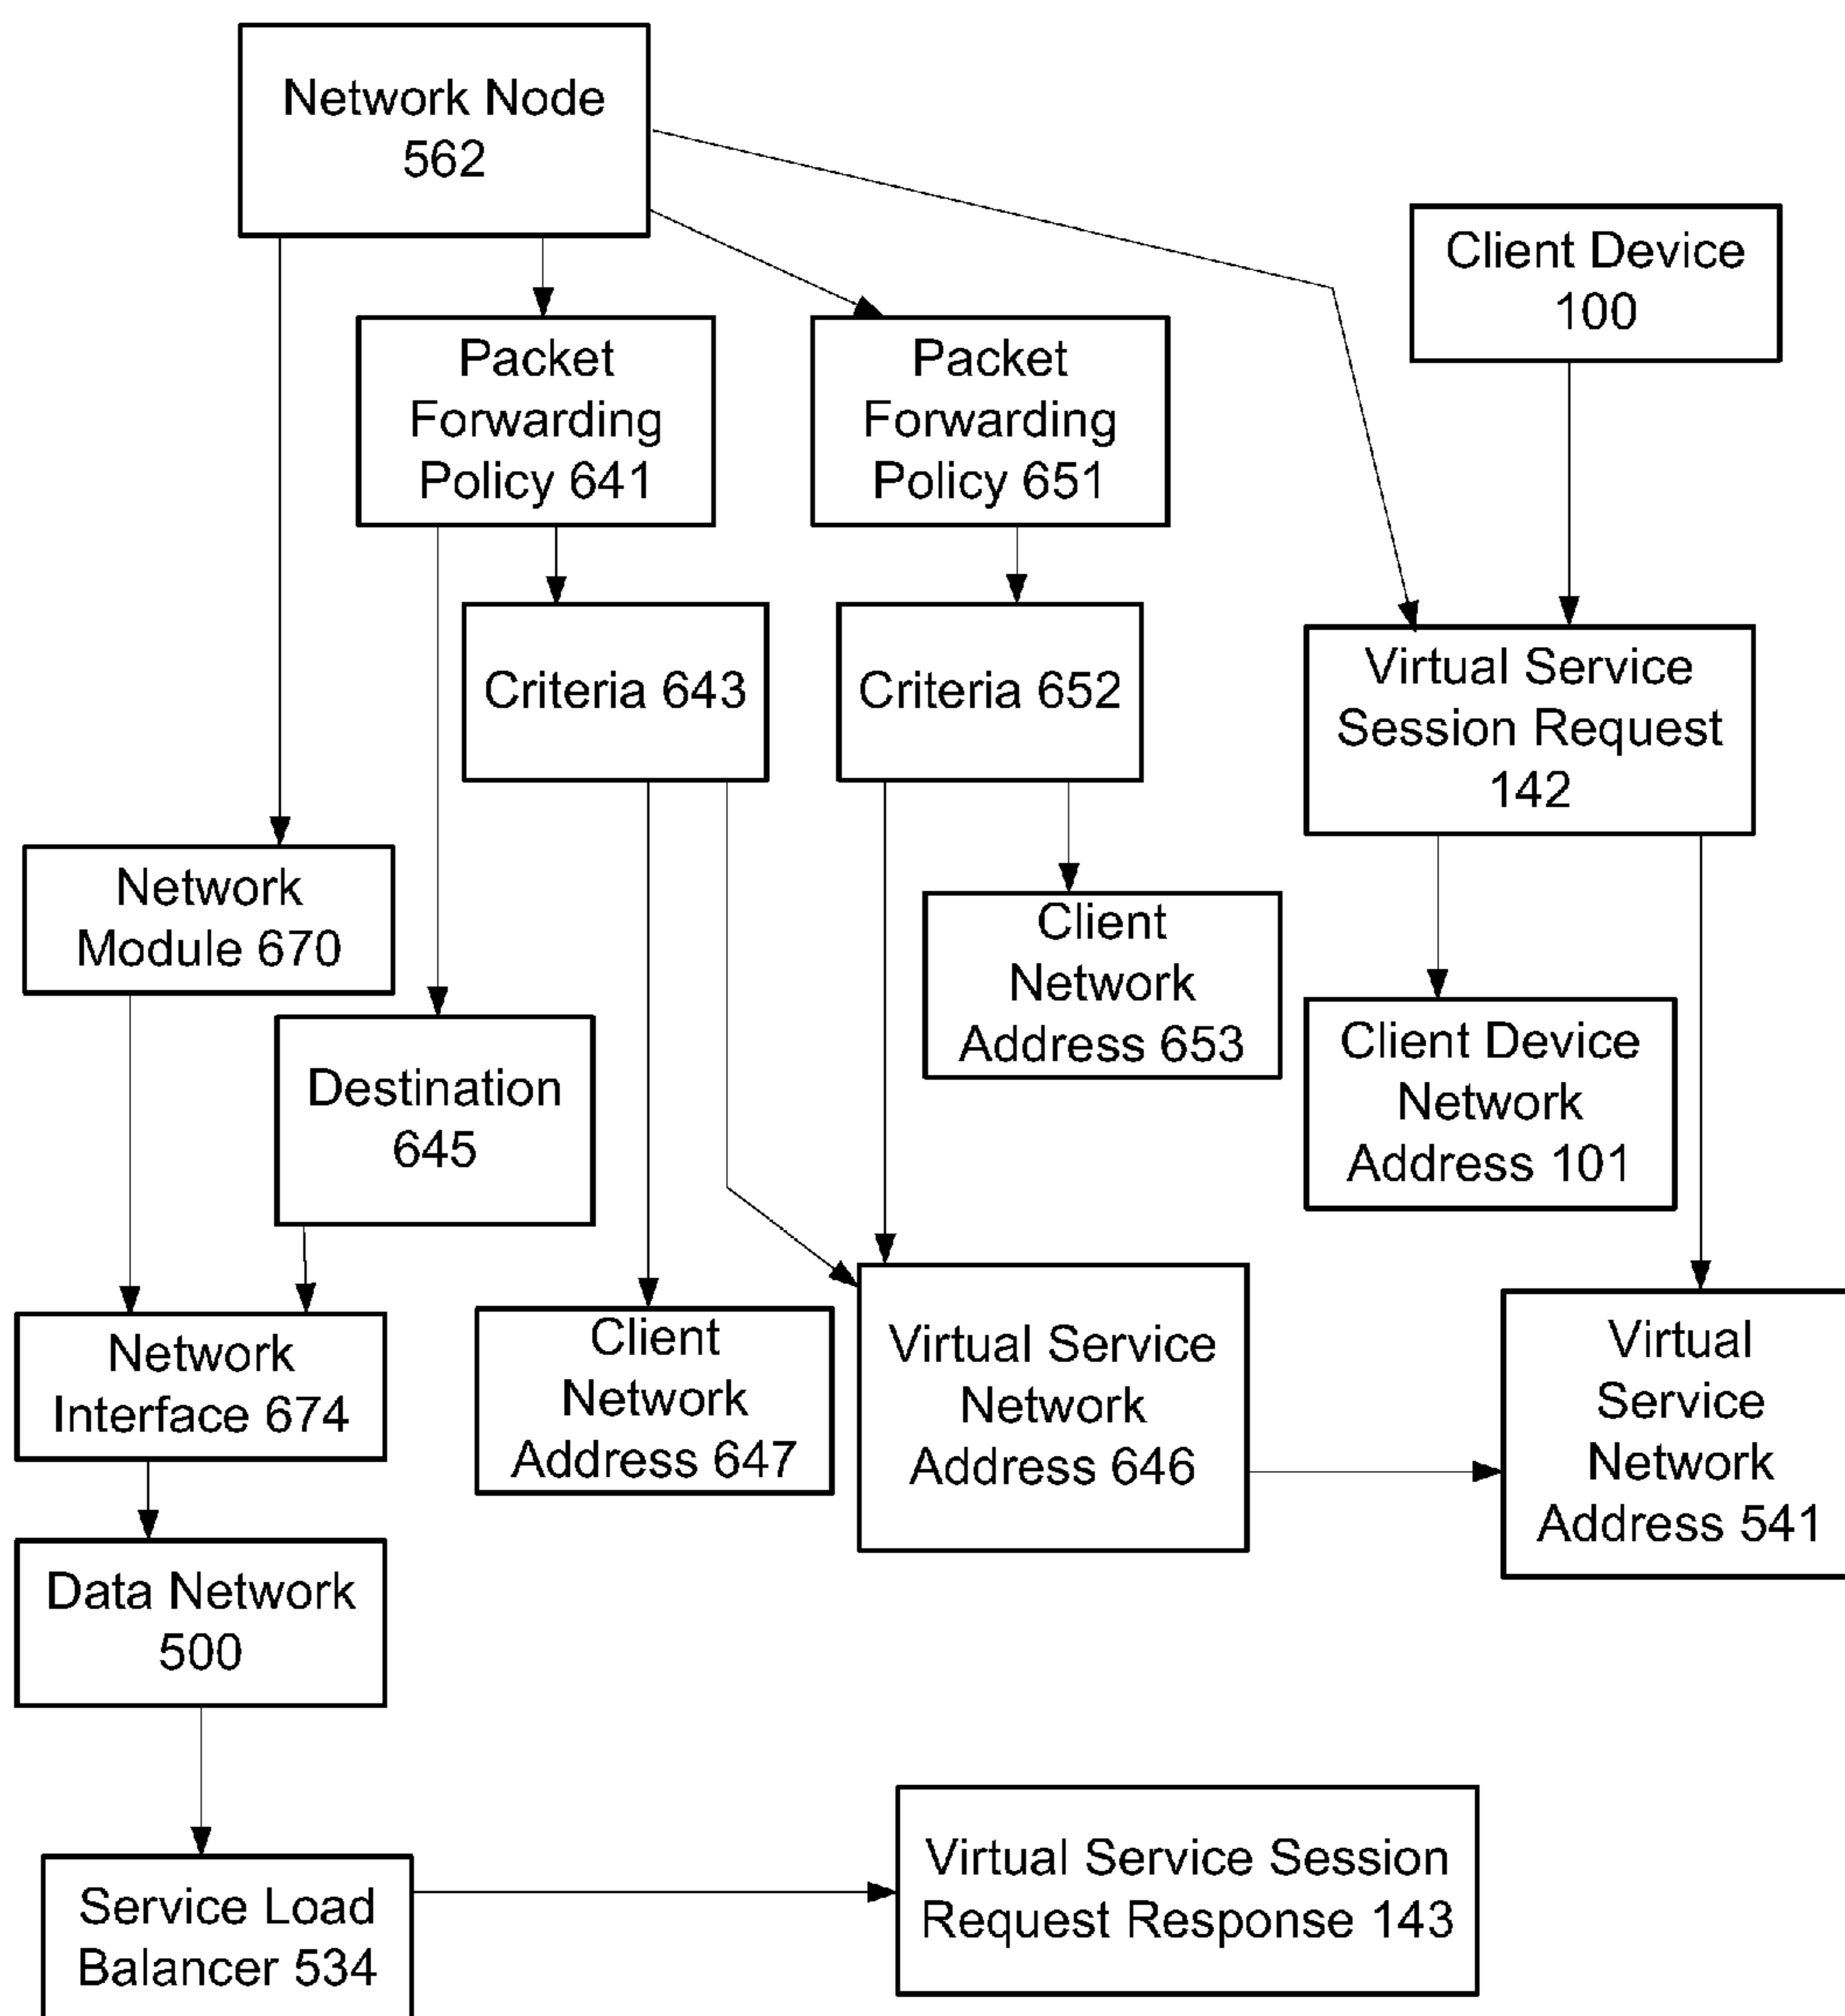 Network Node
562
Client Device
100
Packet
Forwarding
Policy 641
Packet
Forwarding
Policy 651
Criteria 643
Criteria 652
Virtual Service
Session Request
142
Network
Module 670
Client
Network
Address 653
Client Device
Network
Address 101
Destination
645
Network
Interface 674
Client
Network
Address 647
Virtual Service
Network
Address 646
Virtual
Service
Network
Address 541
Data Network
500
Service Load
Balancer 534
Virtual Service Session
Request Response 143